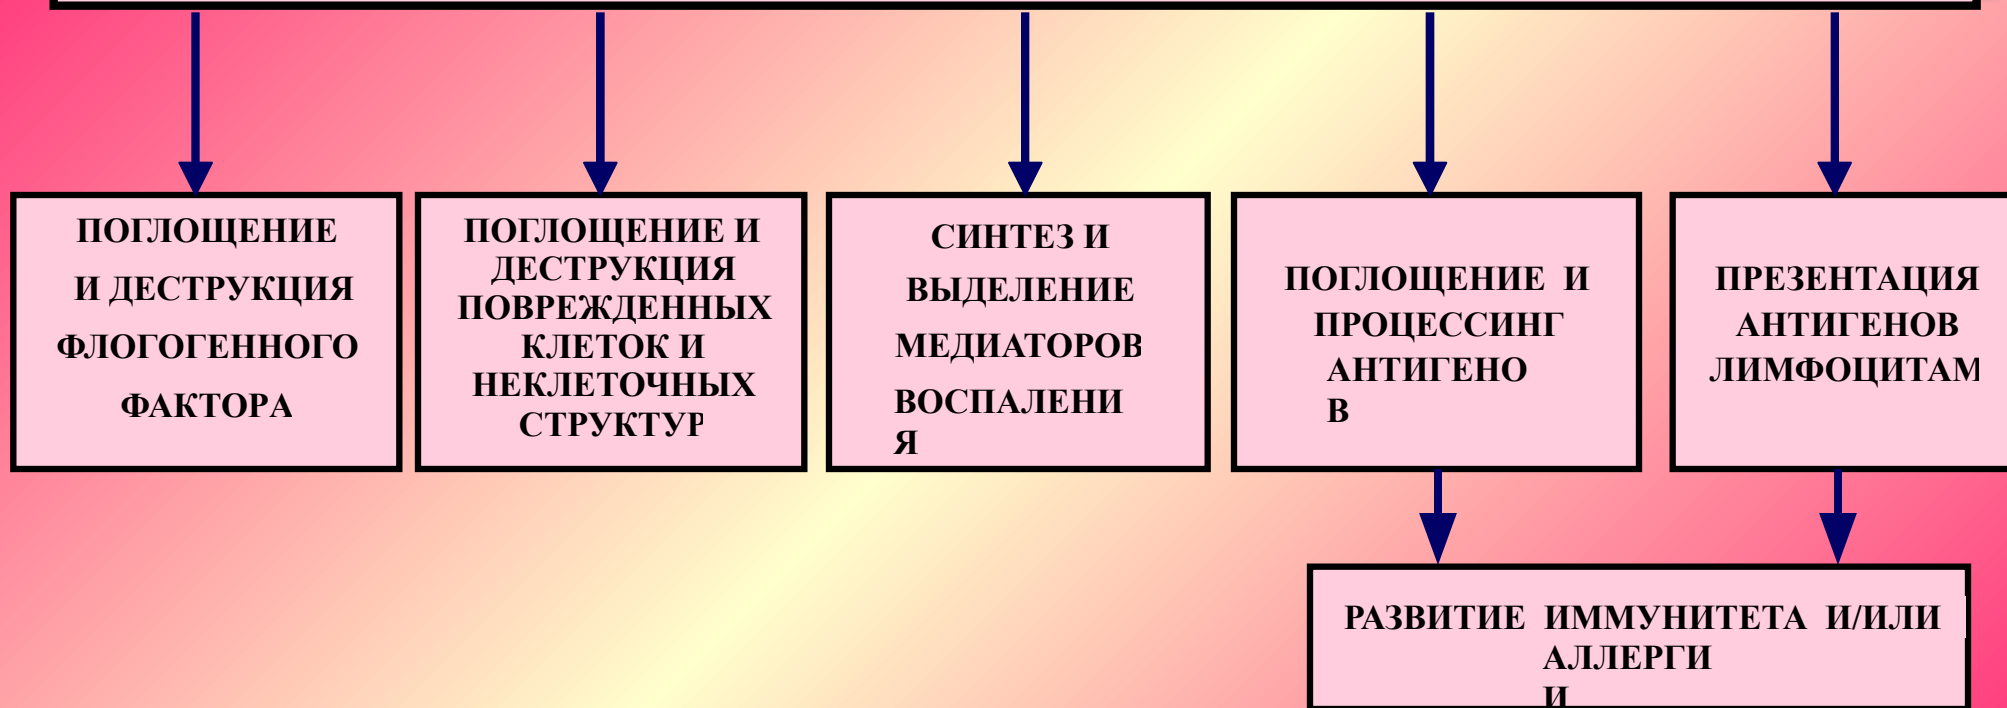 ПОГЛОЩЕНИЕ
И ДЕСТРУКЦИЯ
ФЛОГОГЕННОГО
ФАКТОРА
ПОГЛОЩЕНИЕ И
ДЕСТРУКЦИЯ
ПОВРЕЖДЕННЫХ
КЛЕТОК И
НЕКЛЕТОЧНЫХ
СТРУКТУР
СИНТЕЗ И
ВЫДЕЛЕНИЕ
МЕДИАТОРОВ
ВОСПАЛЕНИ
Я
ПОГЛОЩЕНИЕ И
ПРОЦЕССИНГ
АНТИГЕНО
В
ПРЕЗЕНТАЦИЯ
АНТИГЕНОВ
ЛИМФОЦИТАМ
РАЗВИТИЕ ИММУНИТЕТА И/ИЛИ
АЛЛЕРГИ
И